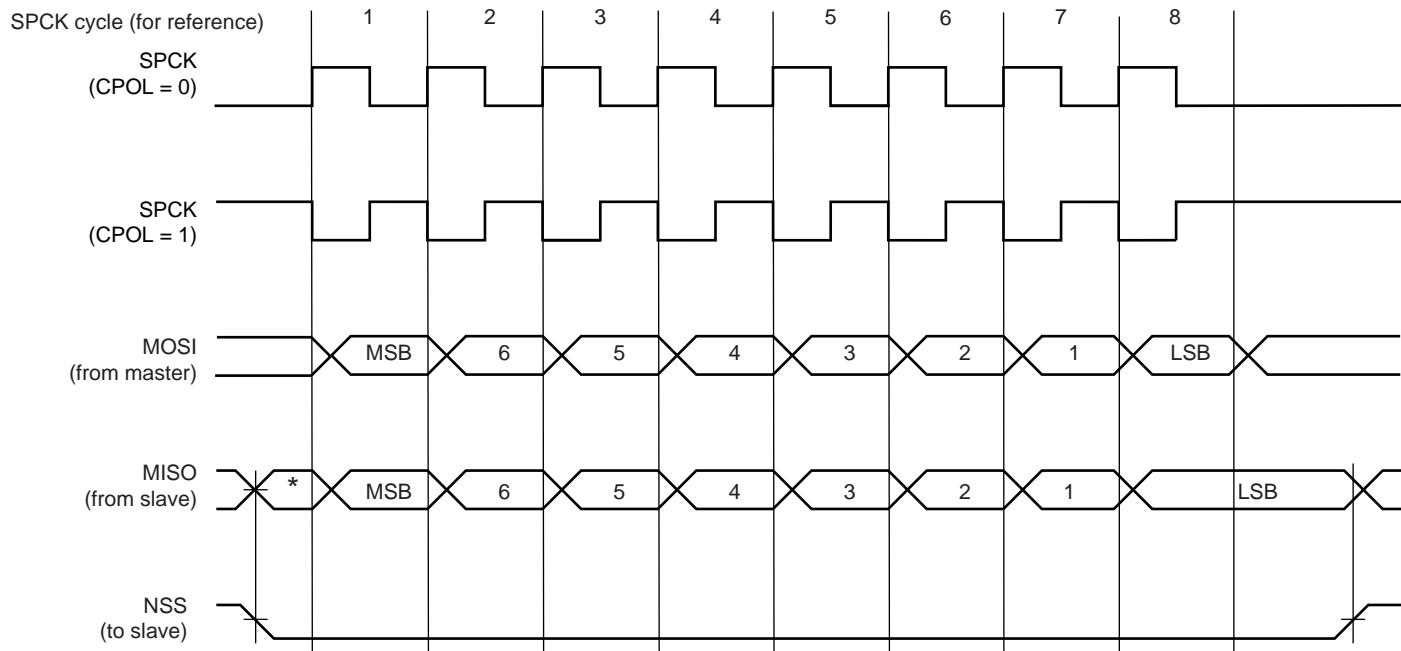 SPCK cycle (for reference) 1 2 3 4 5 6 7 8
SPCK
(CPOL = 0)
SPCK
(CPOL = 1)
MOSI
(from master)
MSB 6 5 4 3 2 1 LSB
MISO
(from slave)
* MSB 6 5 4 3 2 1 LSB
NSS
(to slave)